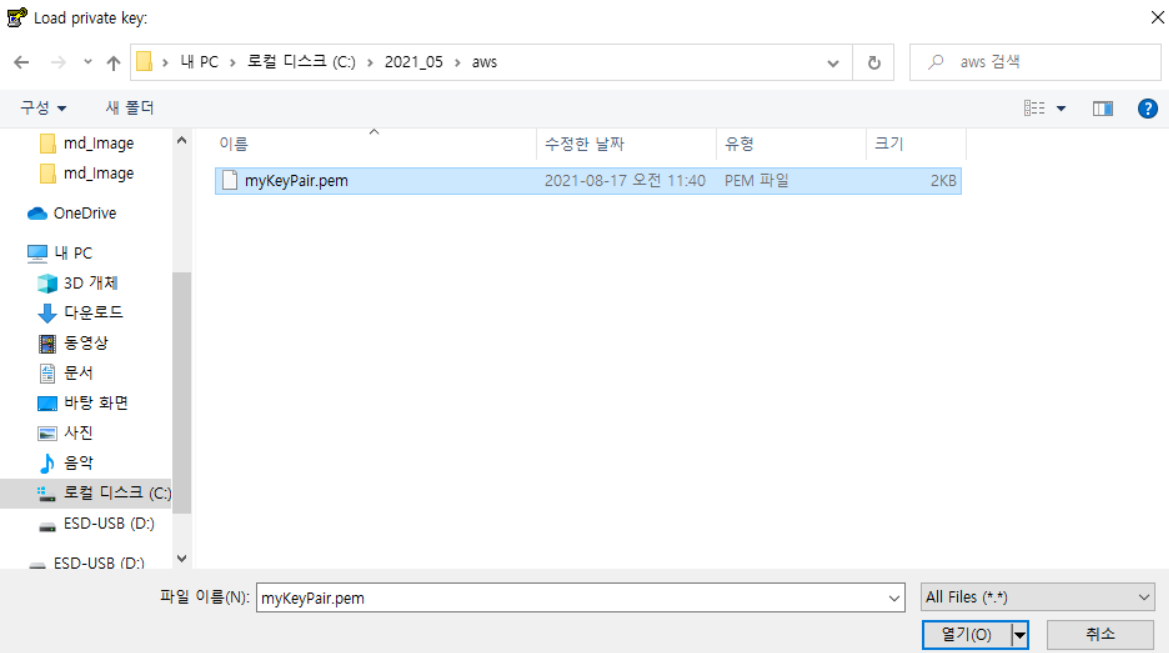 Load private key:
내 PC › 로컬 디스크 (C:) › 2021_05 › aws
aws 검색
구성 새 폴더
md_Image
md_Image
OneDrive
내 PC
3D 개체
다운로드
동영상
문서
바탕 화면
사진
음악
로컬 디스크 (C:)
ESD-USB (D:)
ESD-USB (D:)
이름 수정한 날짜 유형 크기
myKeyPair.pem 2021-08-17 오전 11:40 PEM 파일 2KB
파일 이름(N): myKeyPair.pem All Files (*.*)
열기(O) 취소